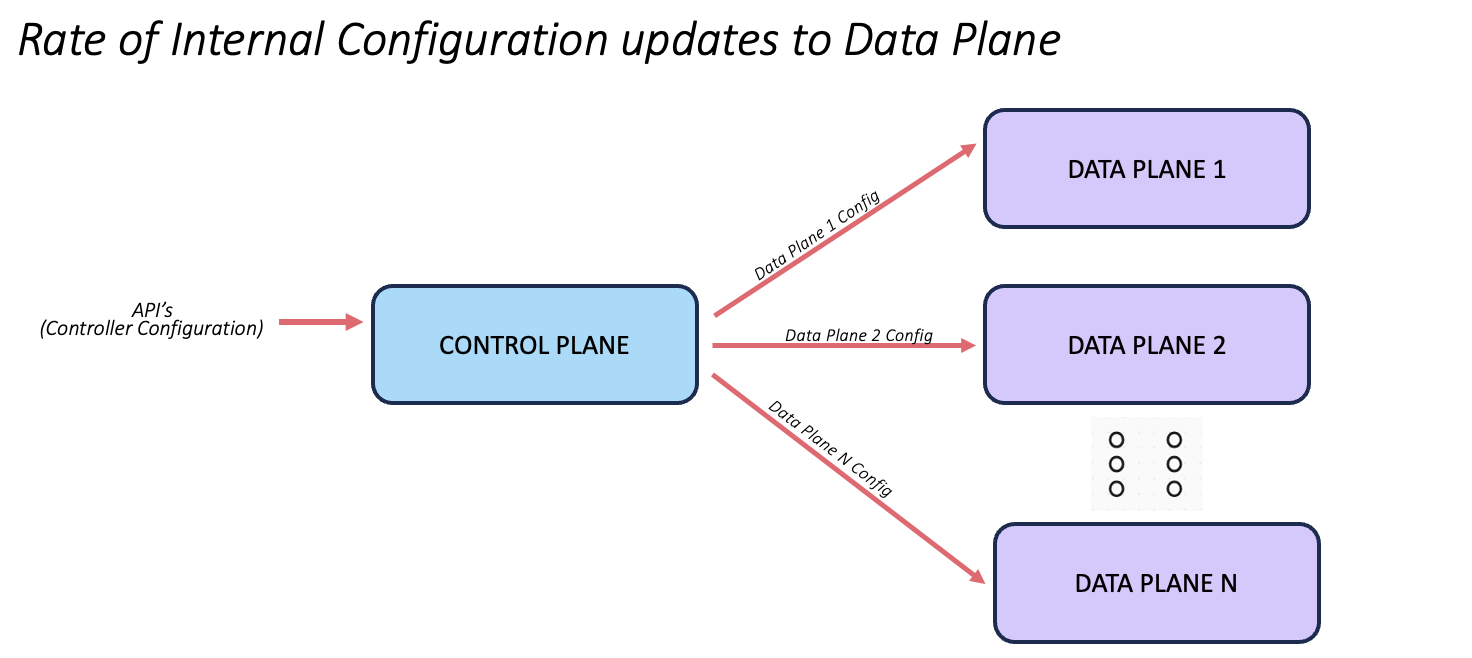 Rate of Internal Configuration updates to Data Plane
DATA PLANE 1
Data Plane 1 Config
API’s
(Controller Configuration)
CONTROL PLANE
Data Plane 2 Config
DATA PLANE 2
Data Plane N Config
DATA PLANE N